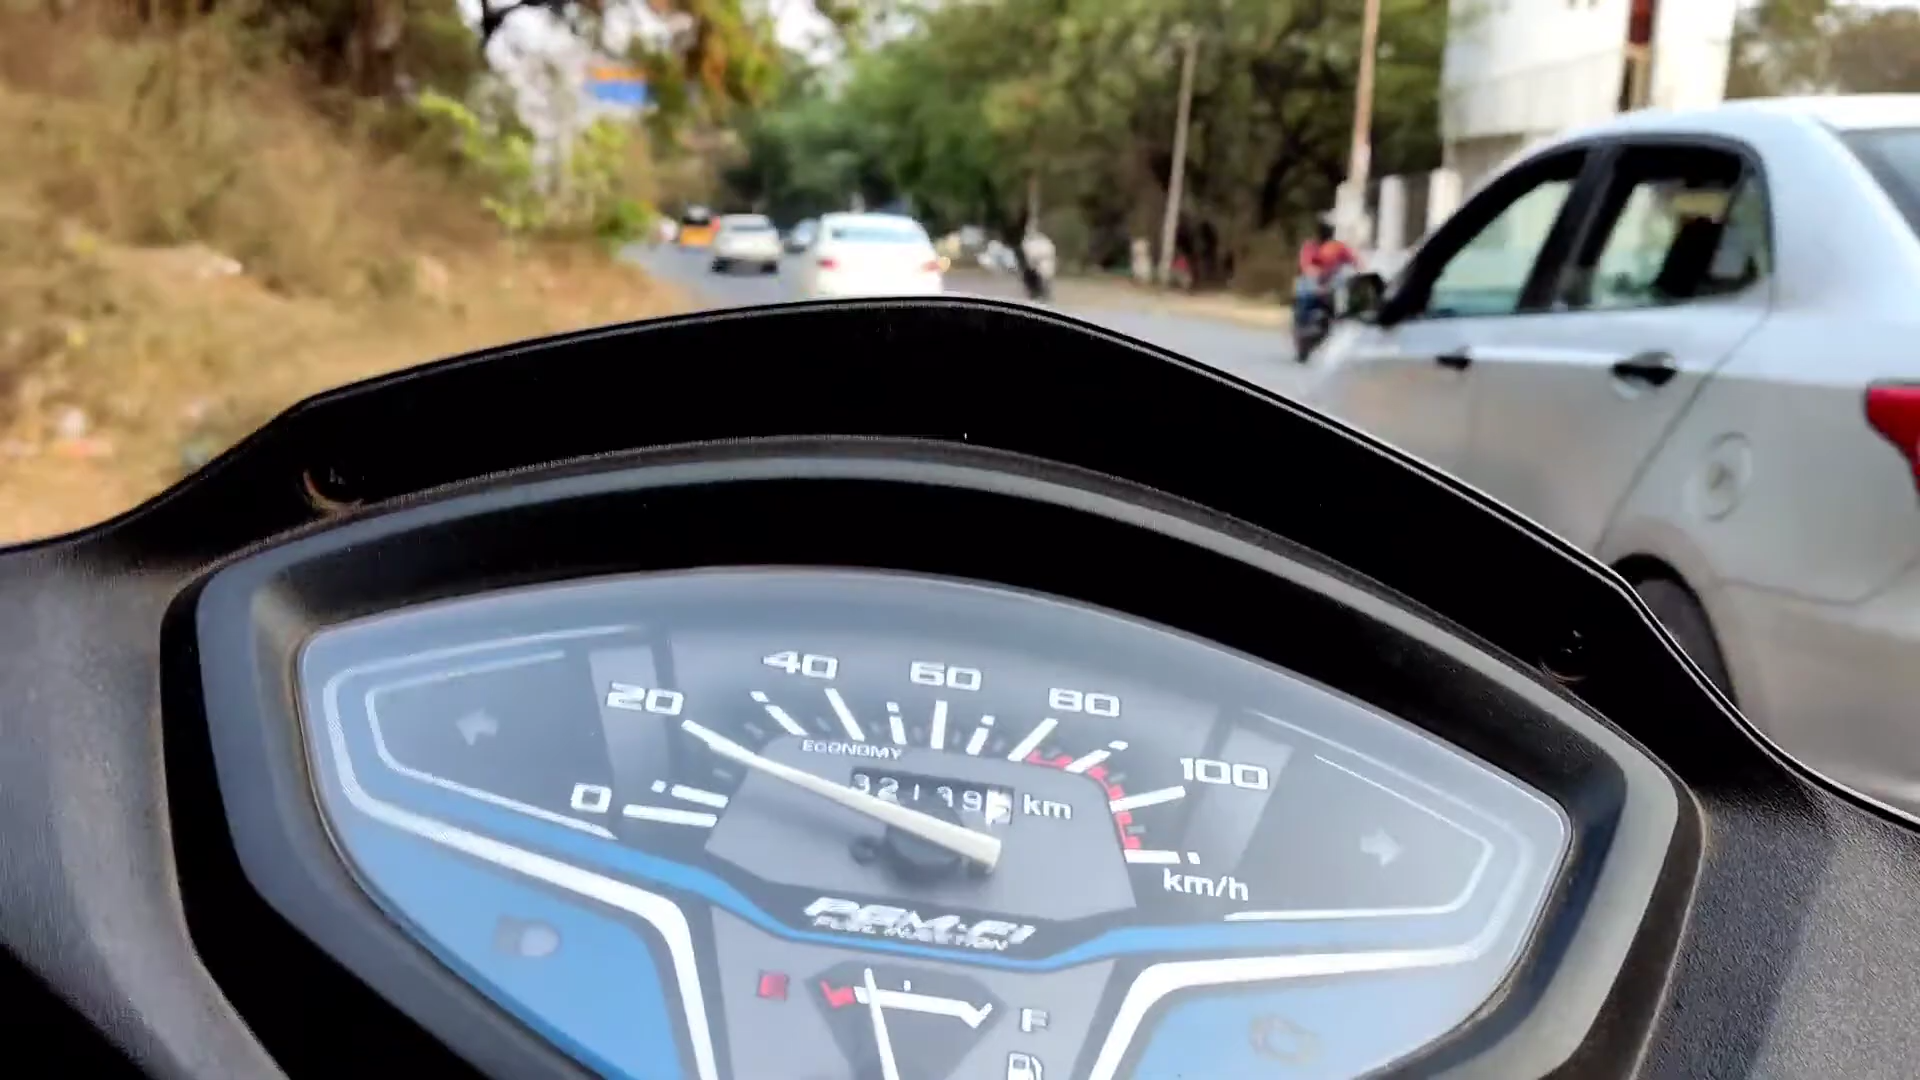 20 40 60 80 100
ECONOMY
0 km
km/h
PGM-FI
FUEL INJECTION
E F